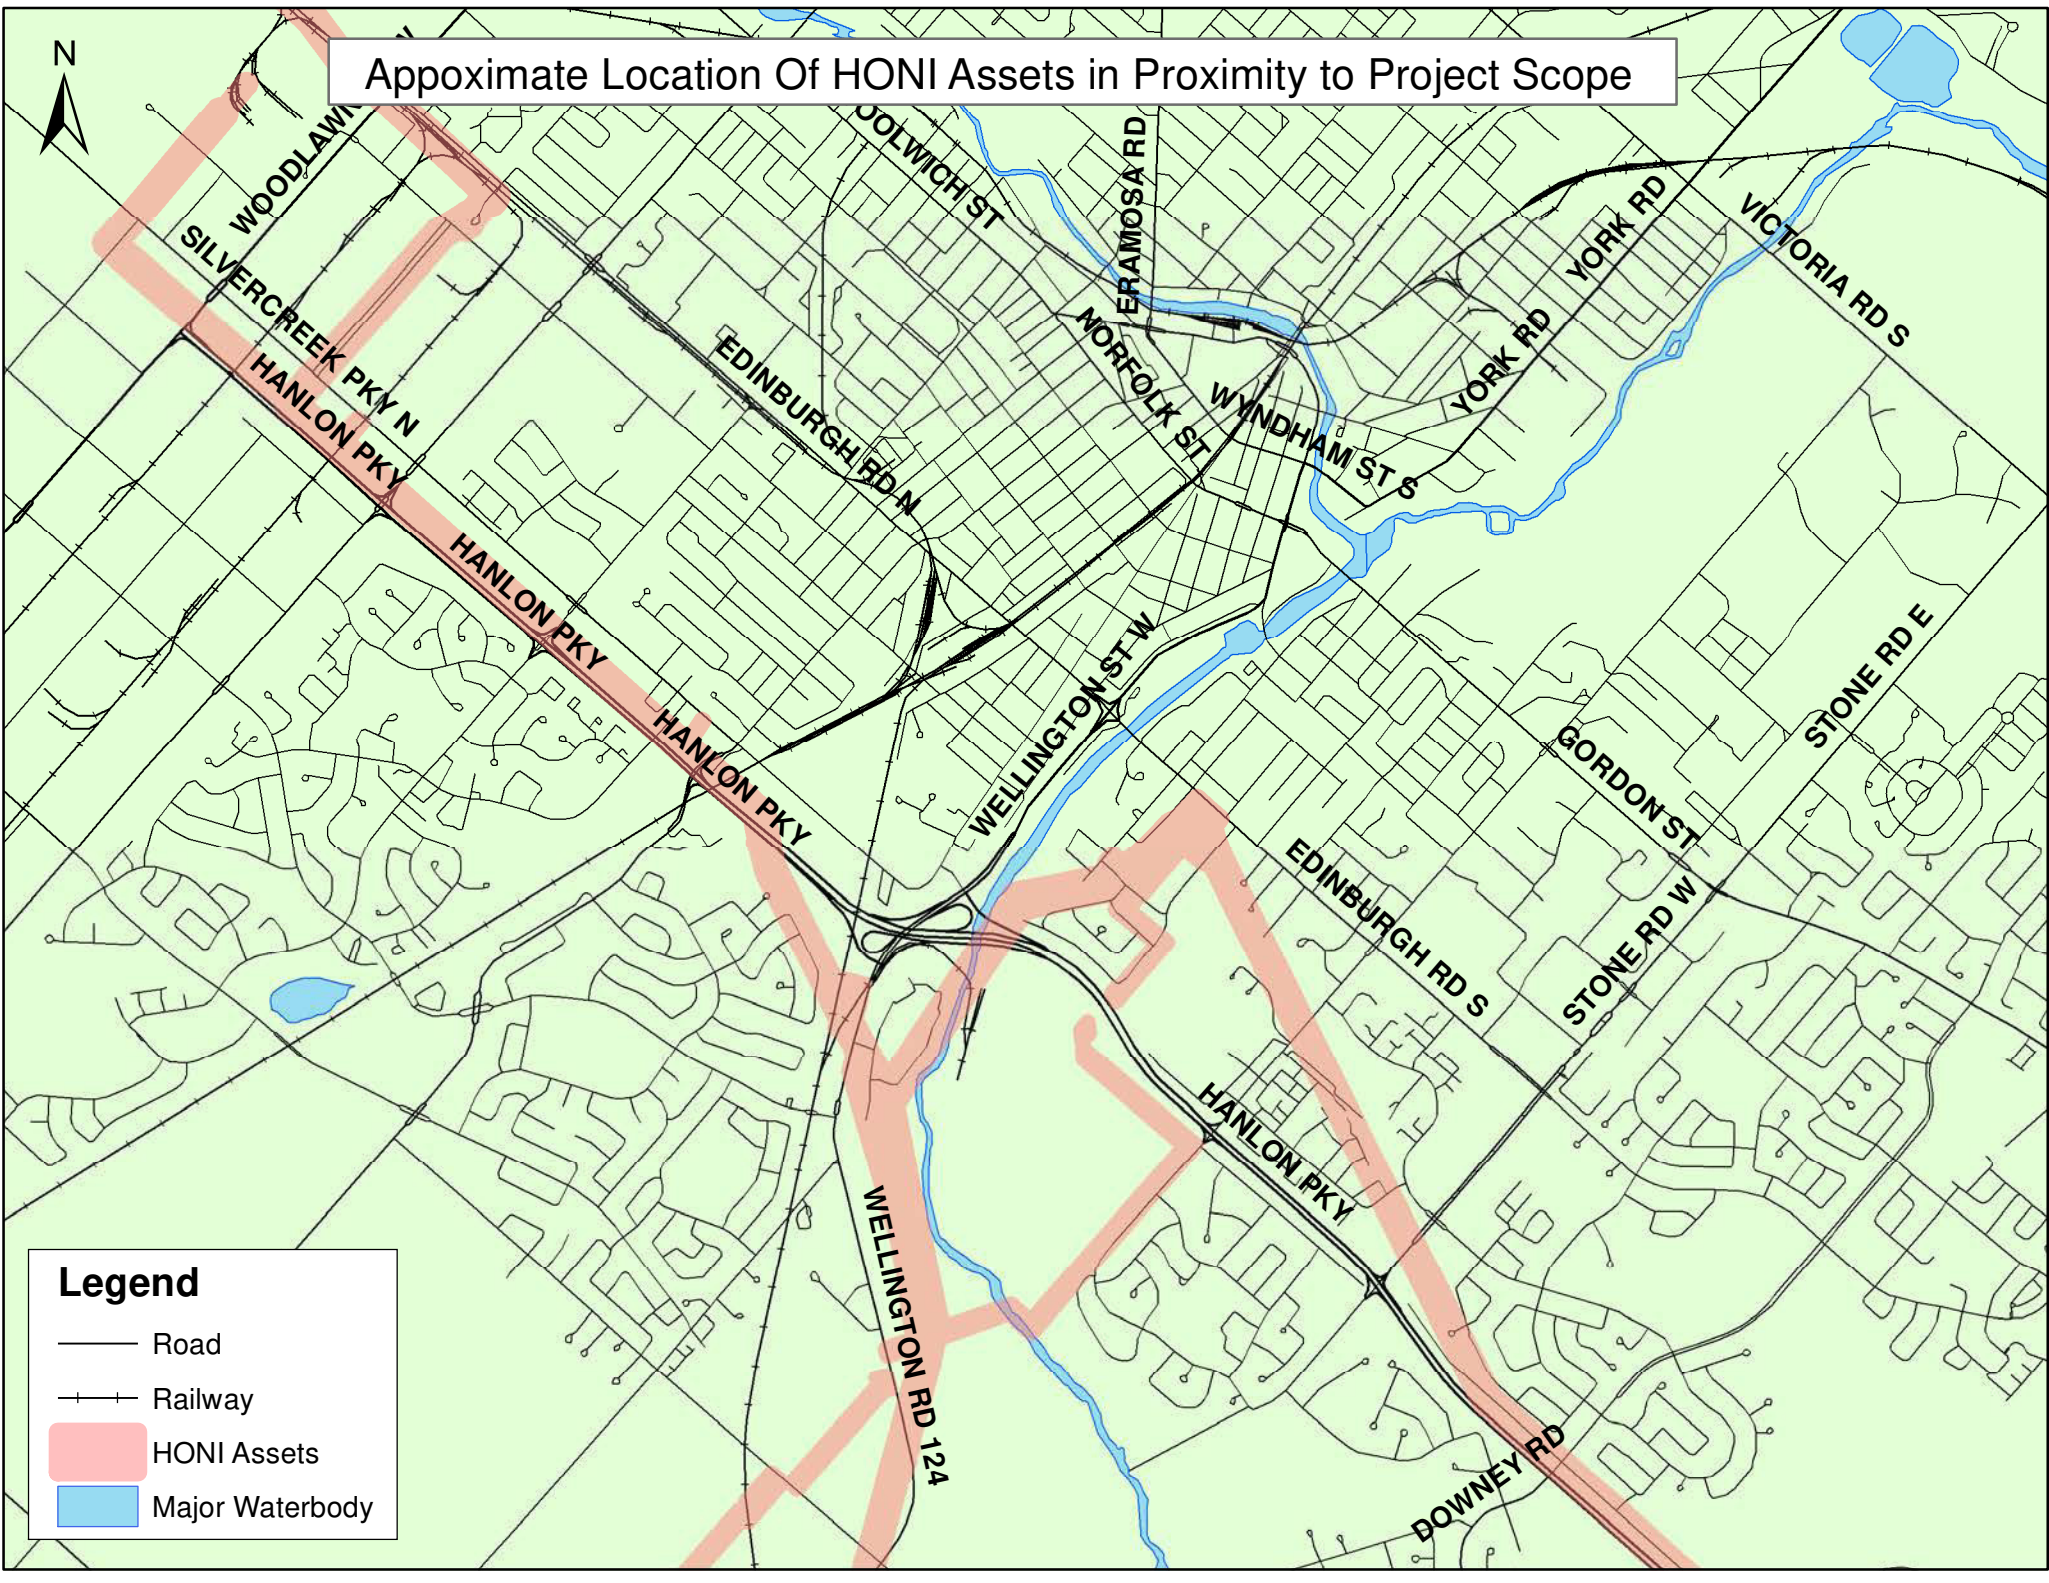 N
Appoximate Location Of HONI Assets in Proximity to Project Scope
WOODLAWN
OOLWICH ST
ERAMOSA RD
YORK RD
VICTORIA RD S
SILVERCREEK PKY N
NORFOLK ST
YORK RD
EDINBURGH RD N
HANLON PKY
WYNDHAM ST S
HANLON PKY
WELLINGTON ST W
STONE RD E
HANLON PKY
GORDON ST
EDINBURGH RD S
STONE RD W
HANLON PKY
WELLINGTON RD 124
DOWNEY RD
Legend
Road
Railway
HONI Assets
Major Waterbody